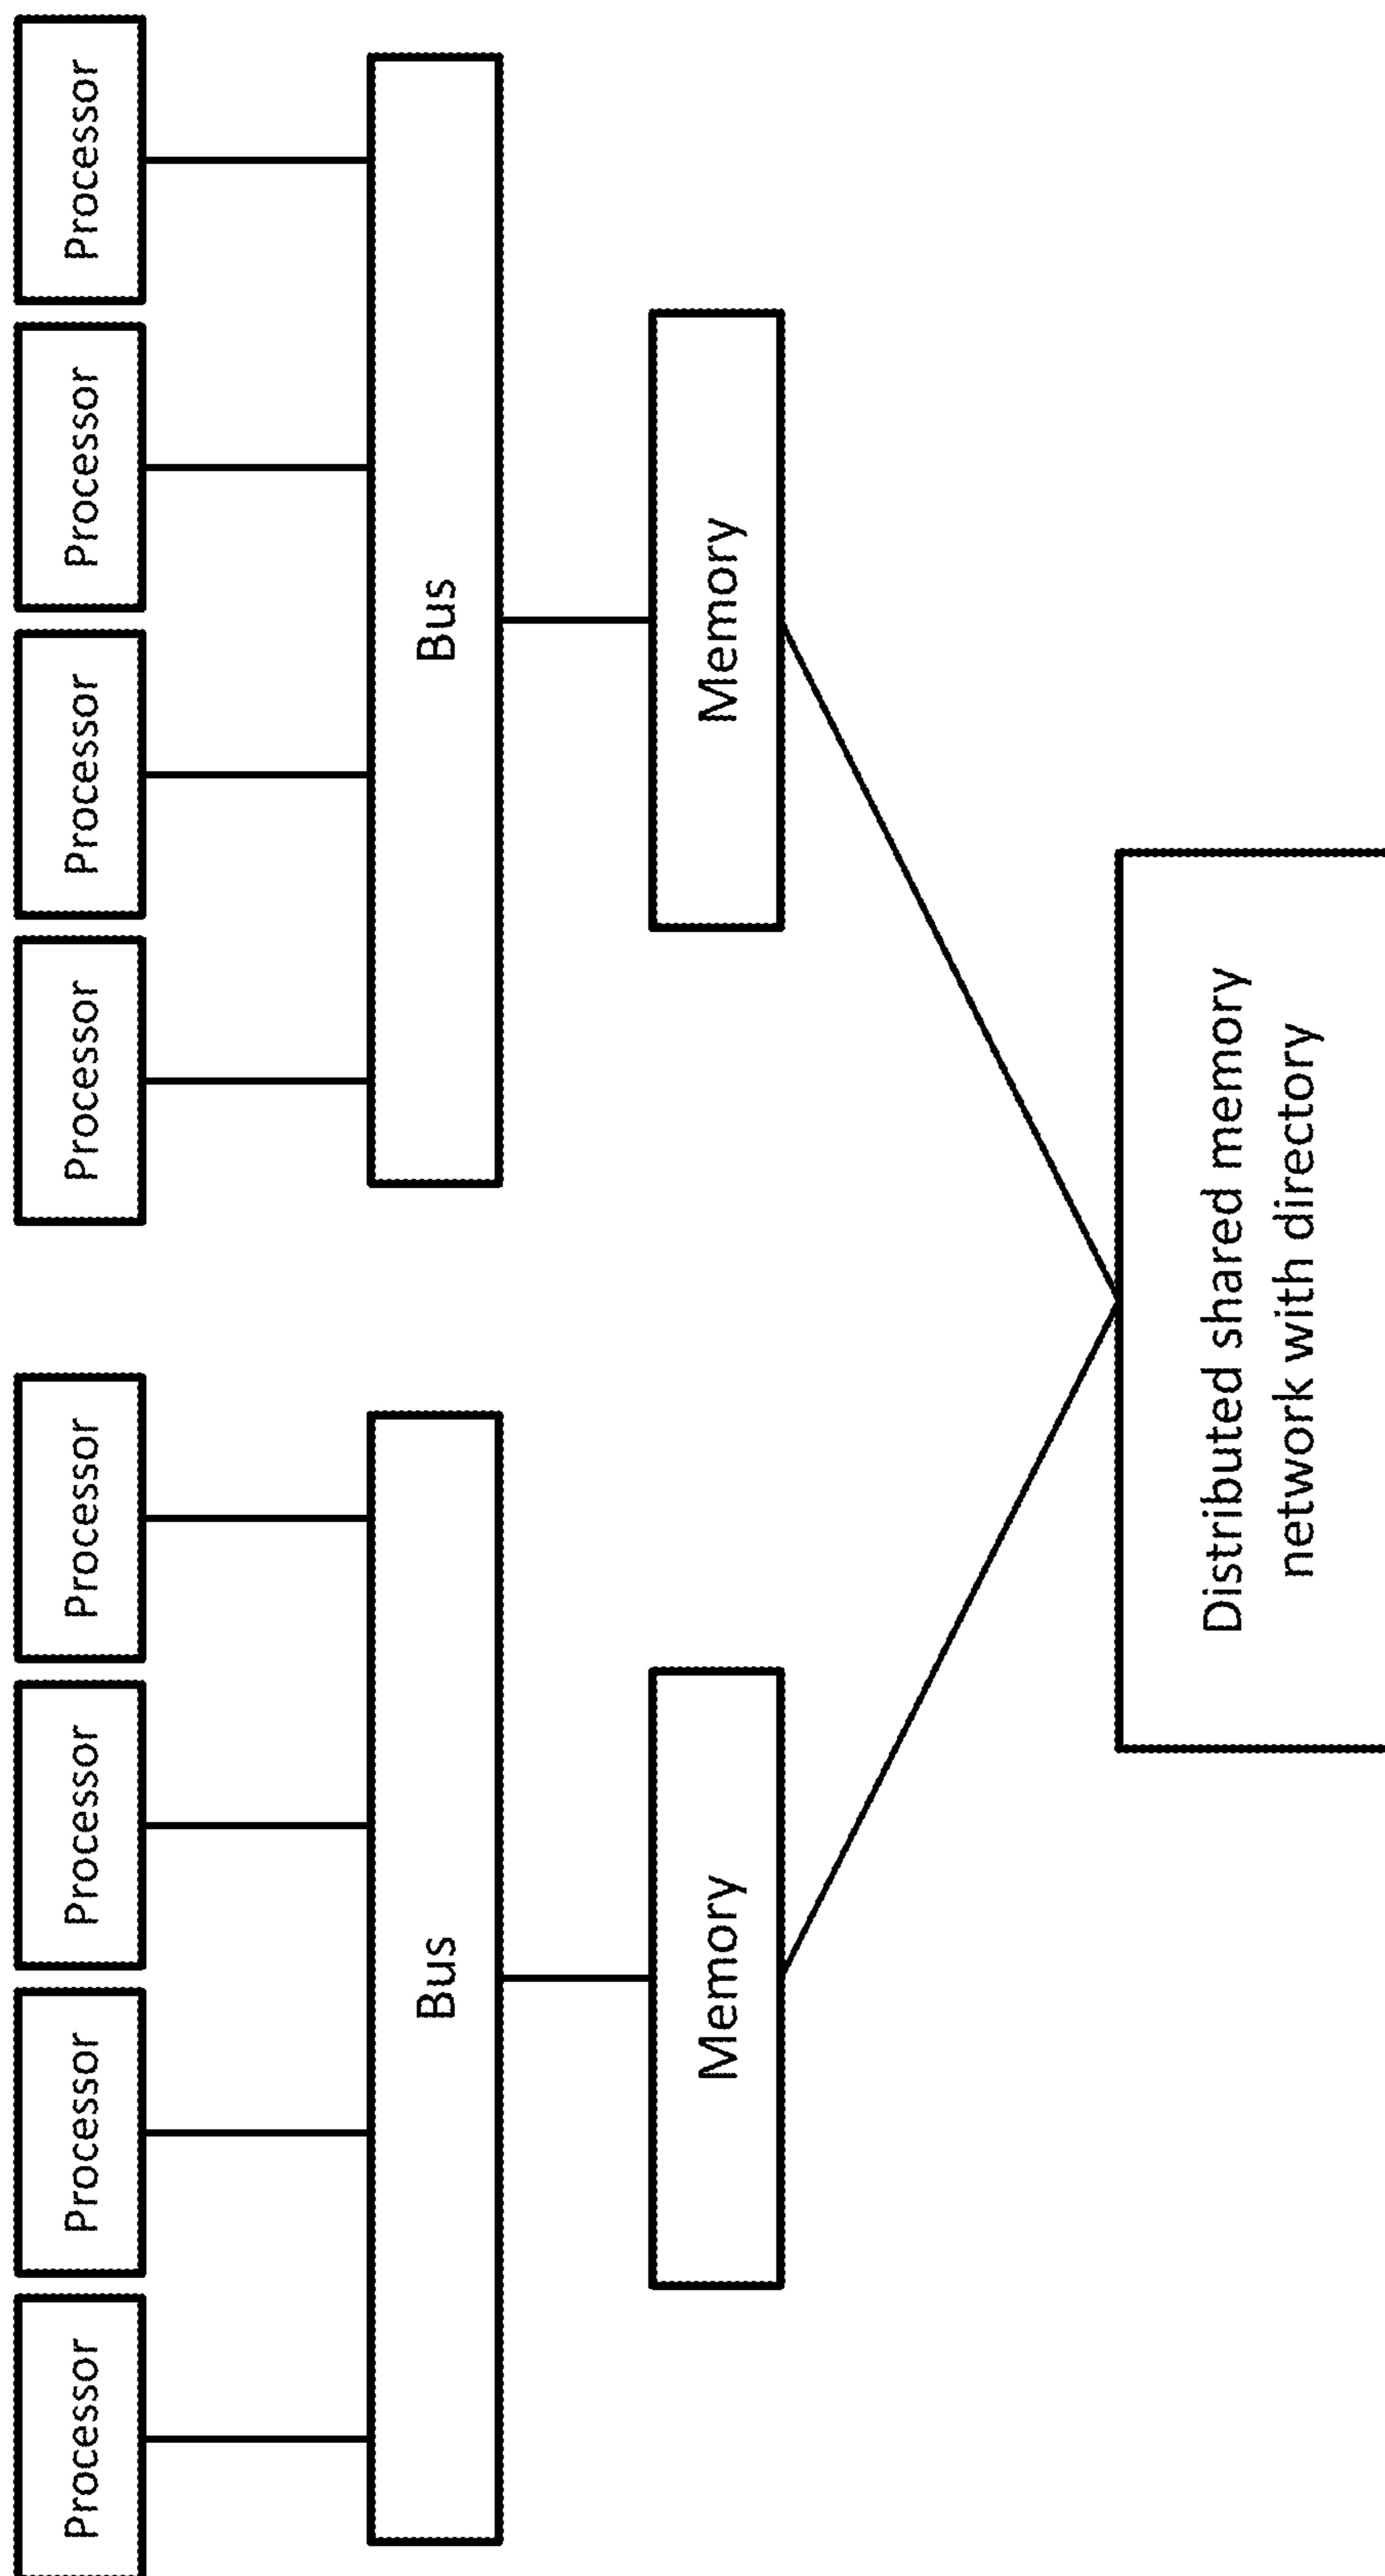 Processor
Processor
Processor
Processor
Processor
Processor
Processor
Processor
Bus
Bus
Memory
Memory
Distributed shared memory
network with directory